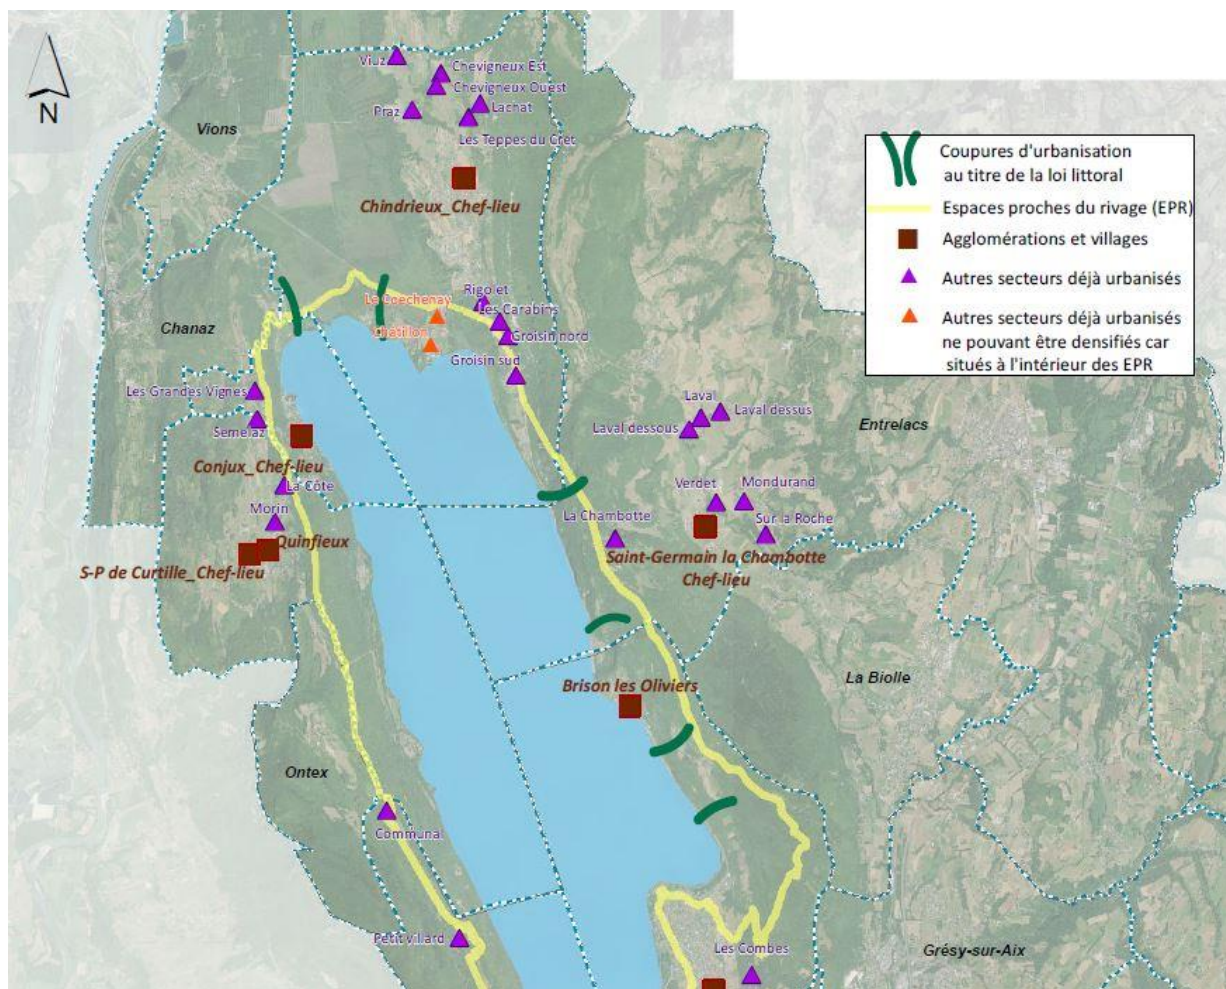 N
Viuz
Chevigneux Est
Chevigneux Ouest
Praz
Lachat
Les Teppes du Cret
Vions
Chindrieux_Chef-lieu
Coupures d'urbanisation
au titre de la loi littoral
Espaces proches du rivage (EPR)
Agglomérations et villages
Autres secteurs déjà urbanisés
Autres secteurs déjà urbanisés
ne pouvant être densifiés car
situés à l'intérieur des EPR
Chanaz
Le Coechenay
Rigolet
Les Carabins
Chatillon
Groisin nord
Groisin sud
Les Grandes Vignes
Semelaz
Laval
Laval dessus
Laval dessous
Entrelacs
Conjux_Chef-lieu
La Côte
Morin
Quinfieux
S-P de Curtille_Chef-lieu
Verdet
Mondurand
La Chambotte
Sur la Roche
Saint-Germain la Chambotte
Chef-lieu
Brison les Oliviers
La Biolle
Ontex
Communal
Petit Villard
Les Combes
Grésy-sur-Aix